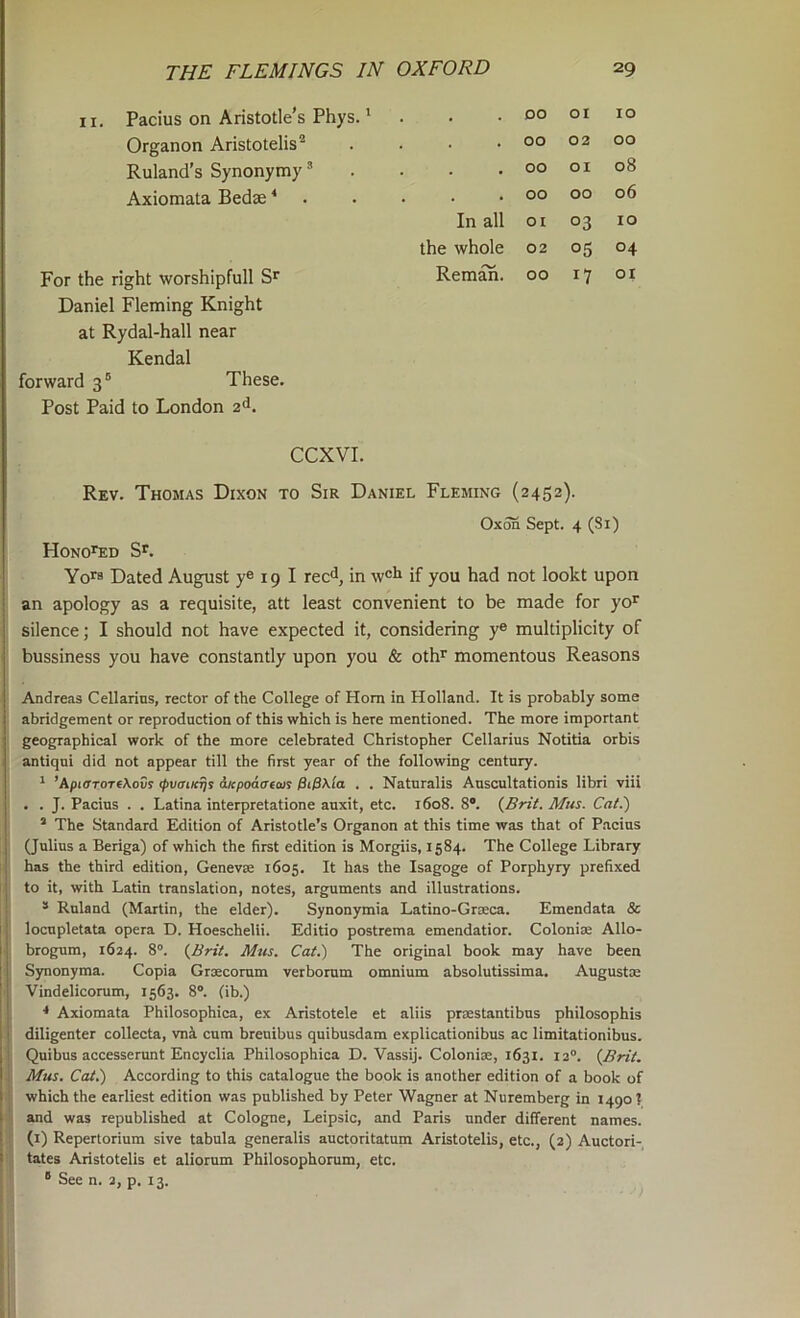 THE FLEMINGS IN OXFORD 29
11. Pacius on Aristotle's Phys.¹ . . . 00 01 10
Organon Aristotelis² . . . . 00 02 00
Ruland's Synonymy³ . . . . 00 01 08
Axiomata Bedæ⁴ . . . . . 00 00 06
In all 01 03 10
the whole 02 05 04
For the right worshipfull Sʳ Remañ. 00 17 01
Daniel Fleming Knight
at Rydal-hall near
Kendal
forward 3⁵ These.
Post Paid to London 2ᵈ.
CCXVI.
Rev. Thomas Dixon to Sir Daniel Fleming (2452).
Oxoñ Sept. 4 (81)
Honoʳed Sʳ.
Yoʳˢ Dated August yᵉ 19 I recᵈ, in wᶜʰ if you had not lookt upon
an apology as a requisite, att least convenient to be made for yoʳ
silence; I should not have expected it, considering yᵉ multiplicity of
bussiness you have constantly upon you & othʳ momentous Reasons
Andreas Cellarius, rector of the College of Horn in Holland. It is probably some
abridgement or reproduction of this which is here mentioned. The more important
geographical work of the more celebrated Christopher Cellarius Notitia orbis
antiqui did not appear till the first year of the following century.
¹ Ἀριστοτελοῦς φυσικῆς ἀκροάσεως βιβλία . . Naturalis Auscultationis libri viii
. . J. Pacius . . Latina interpretatione auxit, etc. 1608. 8°. (Brit. Mus. Cat.)
² The Standard Edition of Aristotle's Organon at this time was that of Pacius
(Julius a Beriga) of which the first edition is Morgiis, 1584. The College Library
has the third edition, Genevæ 1605. It has the Isagoge of Porphyry prefixed
to it, with Latin translation, notes, arguments and illustrations.
³ Ruland (Martin, the elder). Synonymia Latino-Græca. Emendata &
locupletata opera D. Hoeschelii. Editio postrema emendatior. Coloniæ Allo-
brogum, 1624. 8°. (Brit. Mus. Cat.) The original book may have been
Synonyma. Copia Græcorum verborum omnium absolutissima. Augustæ
Vindelicorum, 1563. 8°. (ib.)
⁴ Axiomata Philosophica, ex Aristotele et aliis præstantibus philosophis
diligenter collecta, vnà cum breuibus quibusdam explicationibus ac limitationibus.
Quibus accesserunt Encyclia Philosophica D. Vassij. Coloniæ, 1631. 12°. (Brit.
Mus. Cat.) According to this catalogue the book is another edition of a book of
which the earliest edition was published by Peter Wagner at Nuremberg in 1490?
and was republished at Cologne, Leipsic, and Paris under different names.
(1) Repertorium sive tabula generalis auctoritatum Aristotelis, etc., (2) Auctori-
tates Aristotelis et aliorum Philosophorum, etc.
⁵ See n. 2, p. 13.